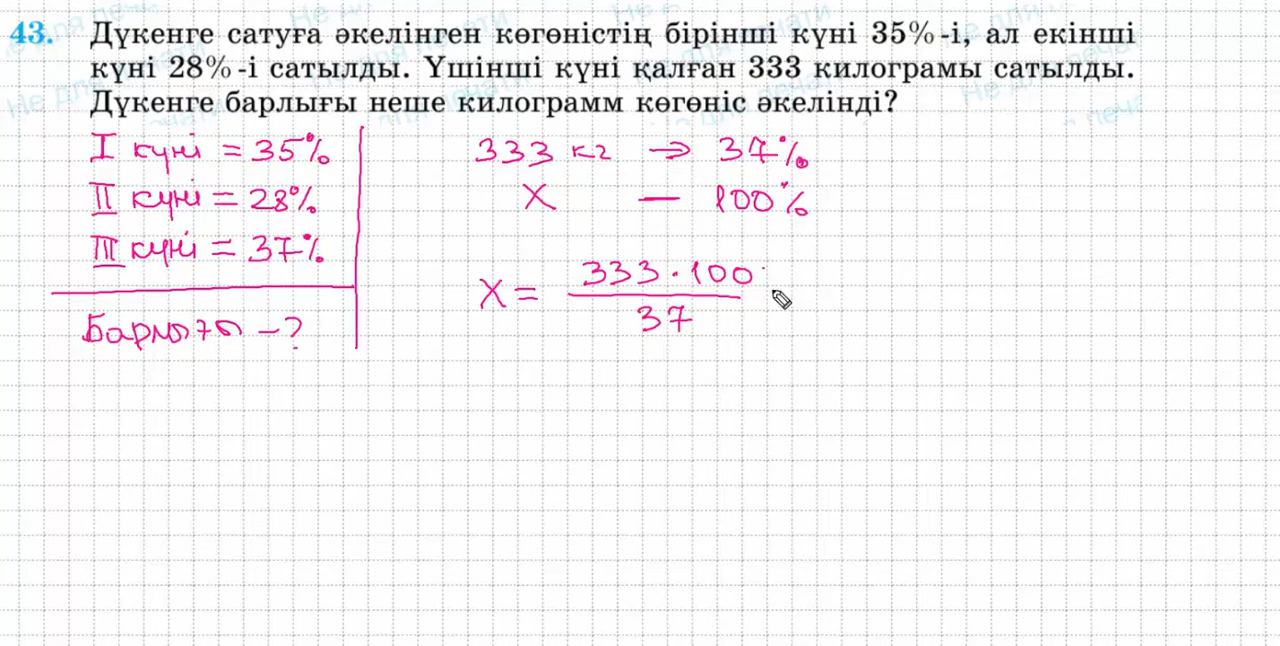 43. Дүкенге сатуға әкелінген көгөністің бірінші күні 35%-і, ал екінші
күні 28%-і сатылды. Үшінші күні қалған 333 килограмы сатылды.
Дүкенге барлығы неше килограмм көгөніс әкелінді?
I күні = 35%
II күні = 28%
III күні = 37%
Барлығы - ?
333 кг ⇒ 37%
X — 100%
X = 333 · 100 / 37